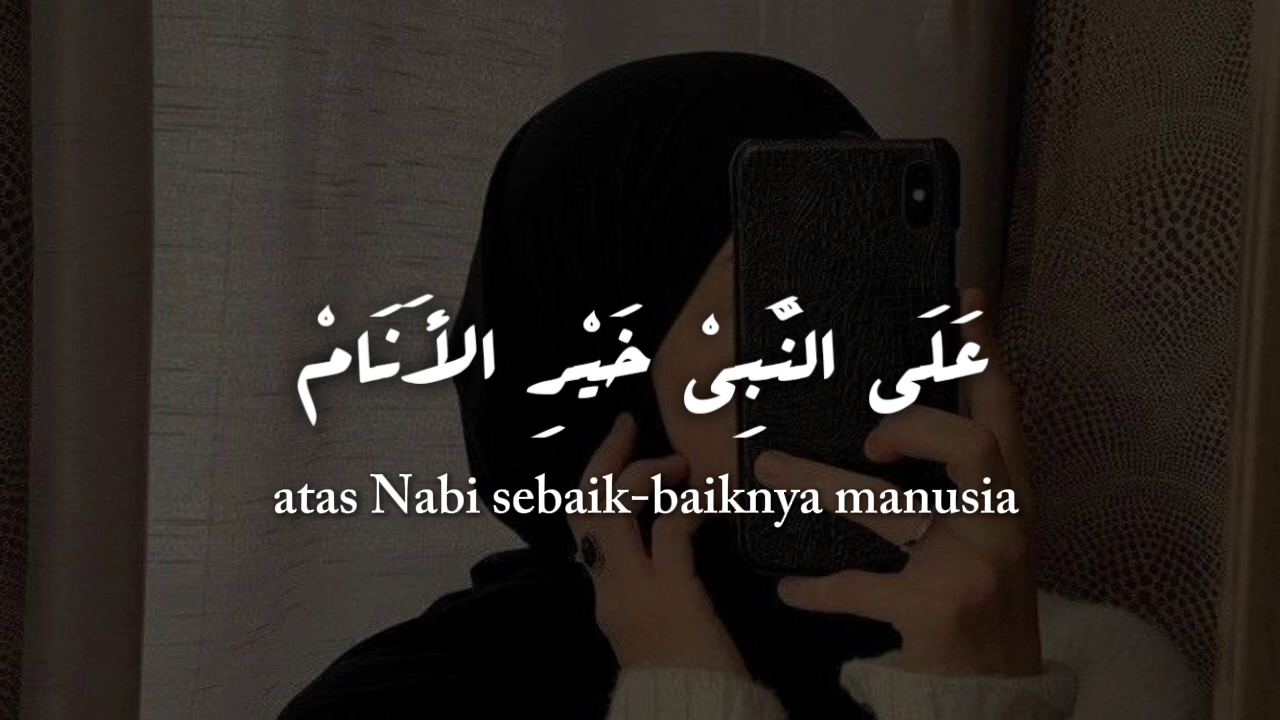 عَلَى النَّبِىْ خَيْرِ الأَنَامْ
atas Nabi sebaik-baiknya manusia